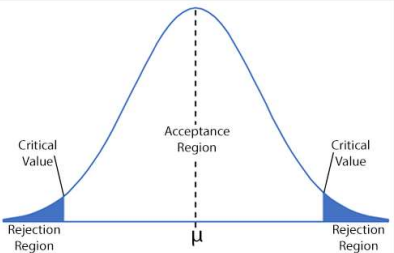 Acceptance
Region
Critical
Value
Critical
Value
Rejection
Region
μ
Rejection
Region